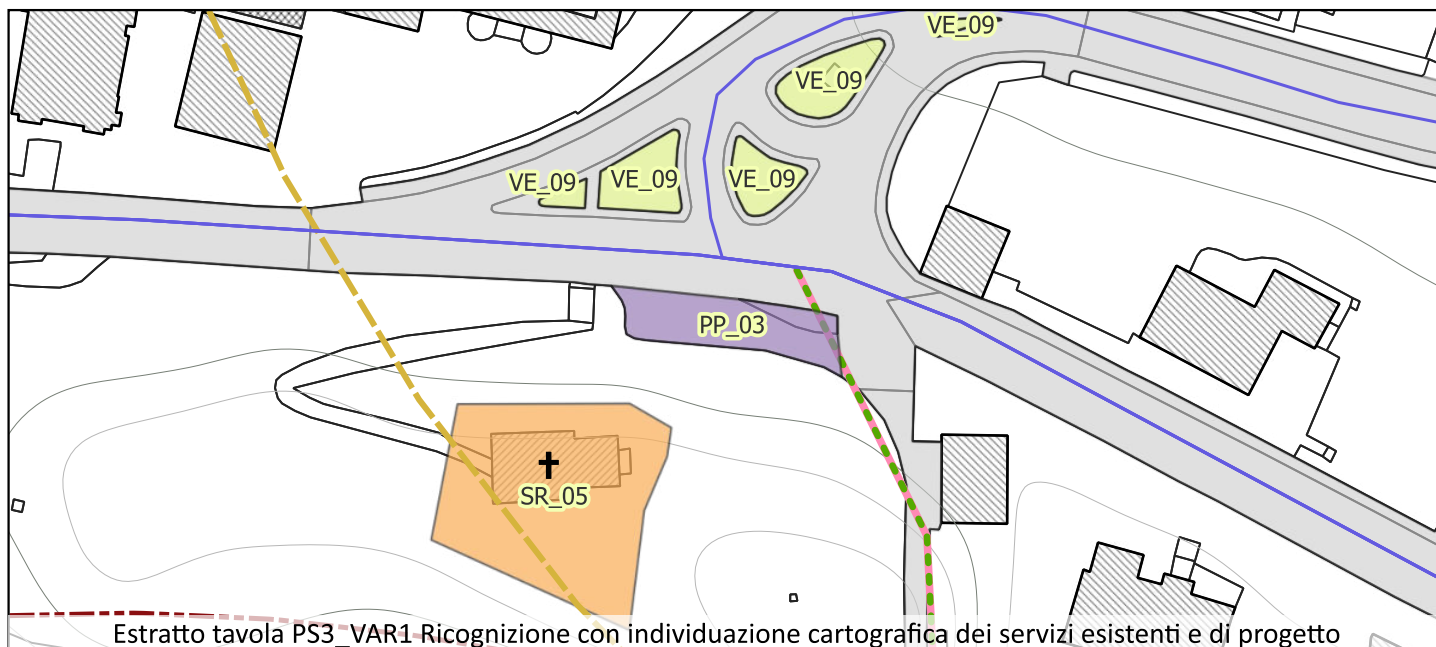 VE_09
VE_09
VE_09
VE_09
VE_09
PP_03
SR_05
Estratto tavola PS3_VAR1 Ricognizione con individuazione cartografica dei servizi esistenti e di progetto